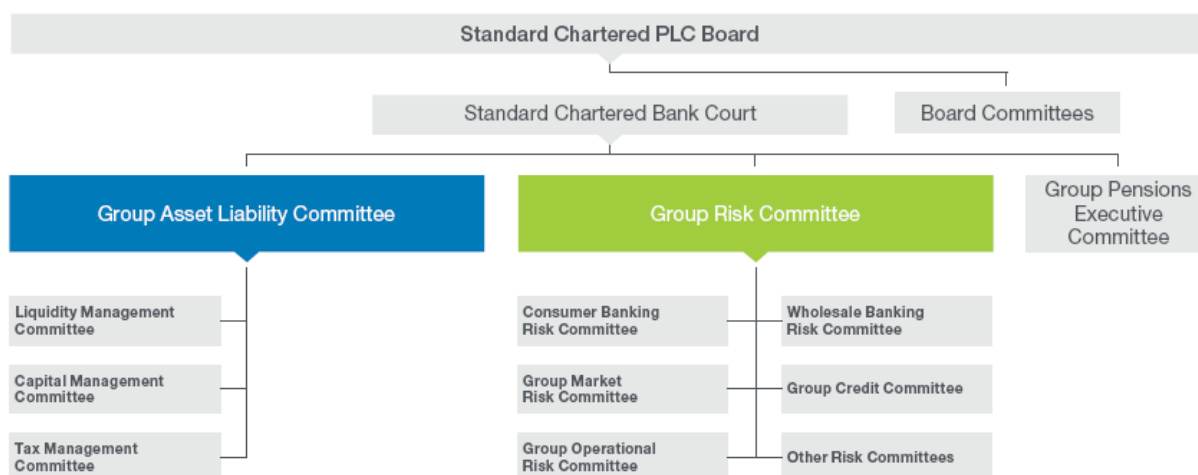 Standard Chartered PLC Board
Standard Chartered Bank Court
Board Committees
Group Asset Liability Committee
Group Risk Committee
Group Pensions
Executive
Committee
Liquidity Management
Committee
Consumer Banking
Risk Committee
Wholesale Banking
Risk Committee
Capital Management
Committee
Group Market
Risk Committee
Group Credit Committee
Tax Management
Committee
Group Operational
Risk Committee
Other Risk Committees